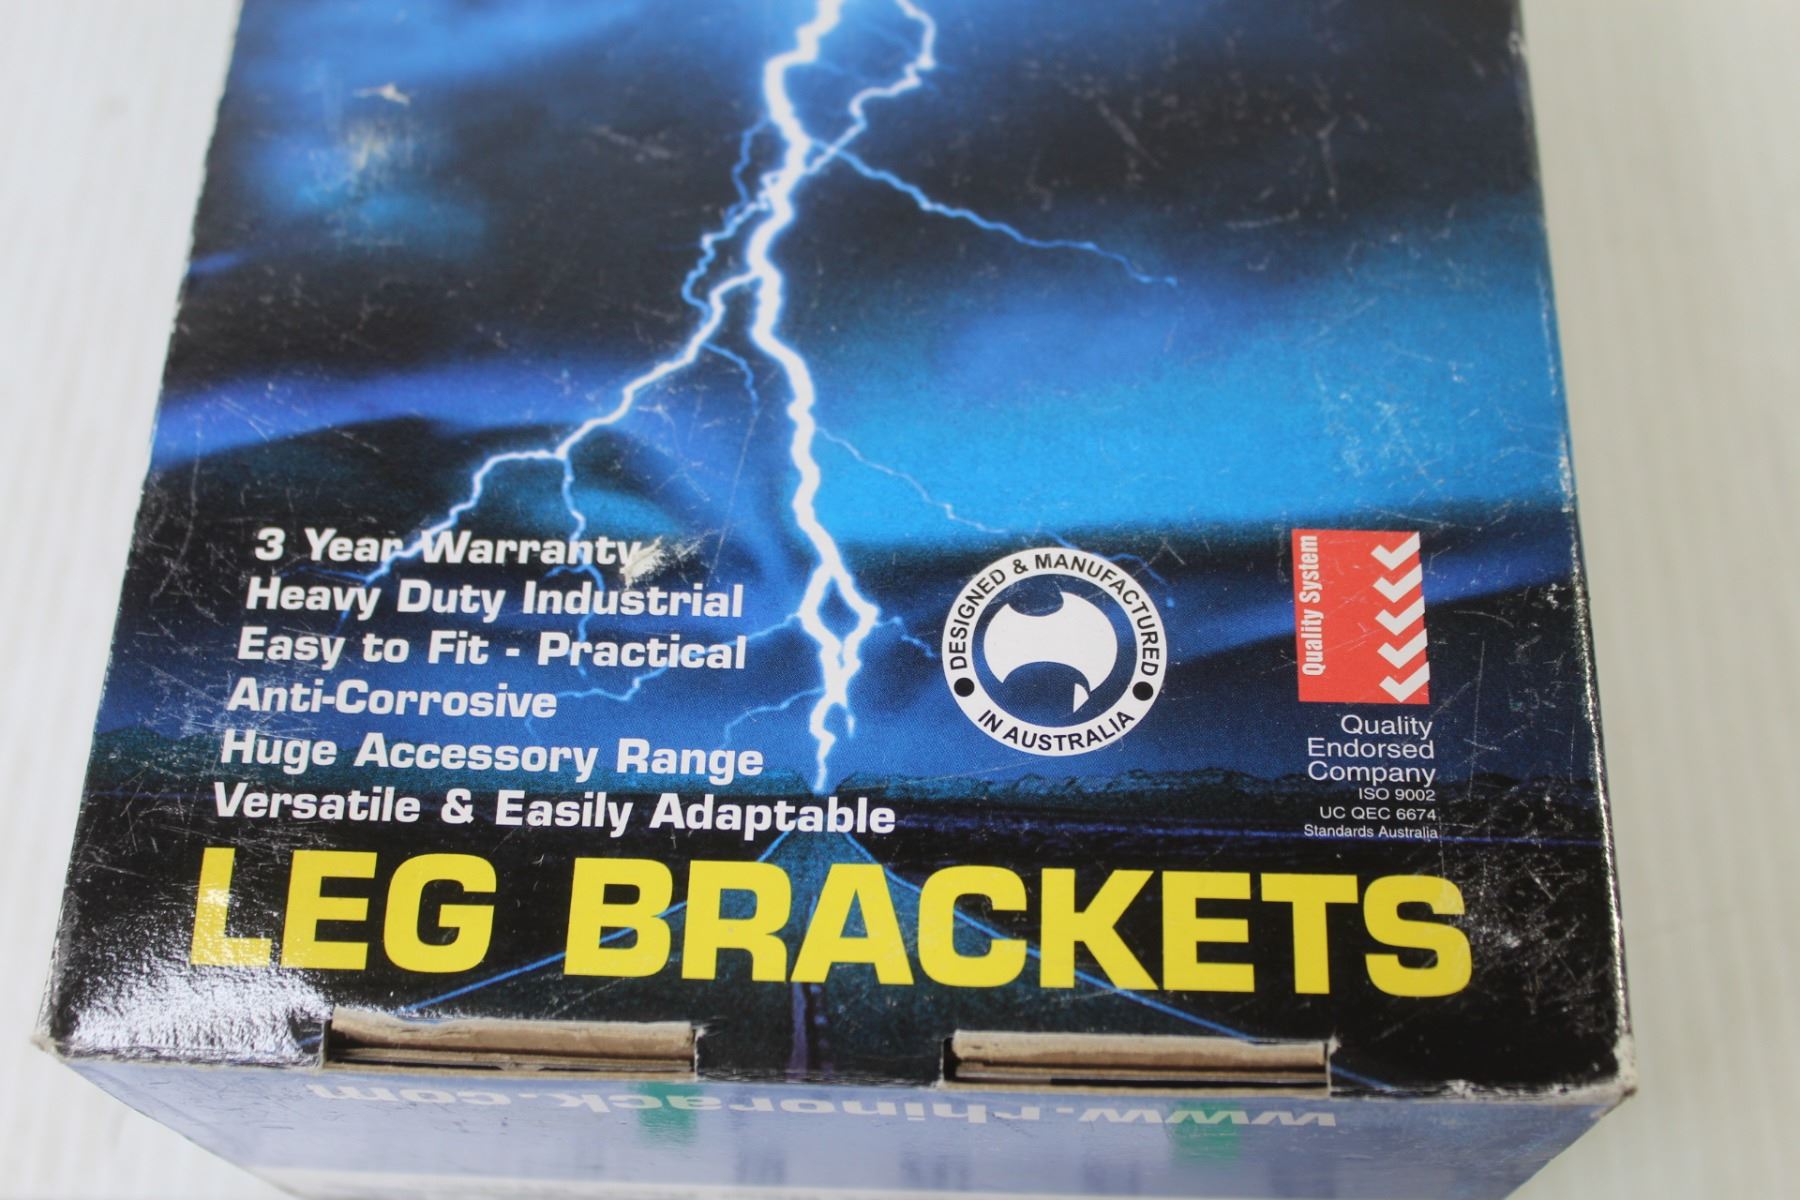 3 Year Warranty
Heavy Duty Industrial
Easy to Fit - Practical
Anti-Corrosive
Huge Accessory Range
Versatile & Easily Adaptable
DESIGNED & MANUFACTURED
IN AUSTRALIA
Quality System
Quality
Endorsed
Company
ISO 9002
UC QEC 6674
Standards Australia
LEG BRACKETS
www.rhinorack.com